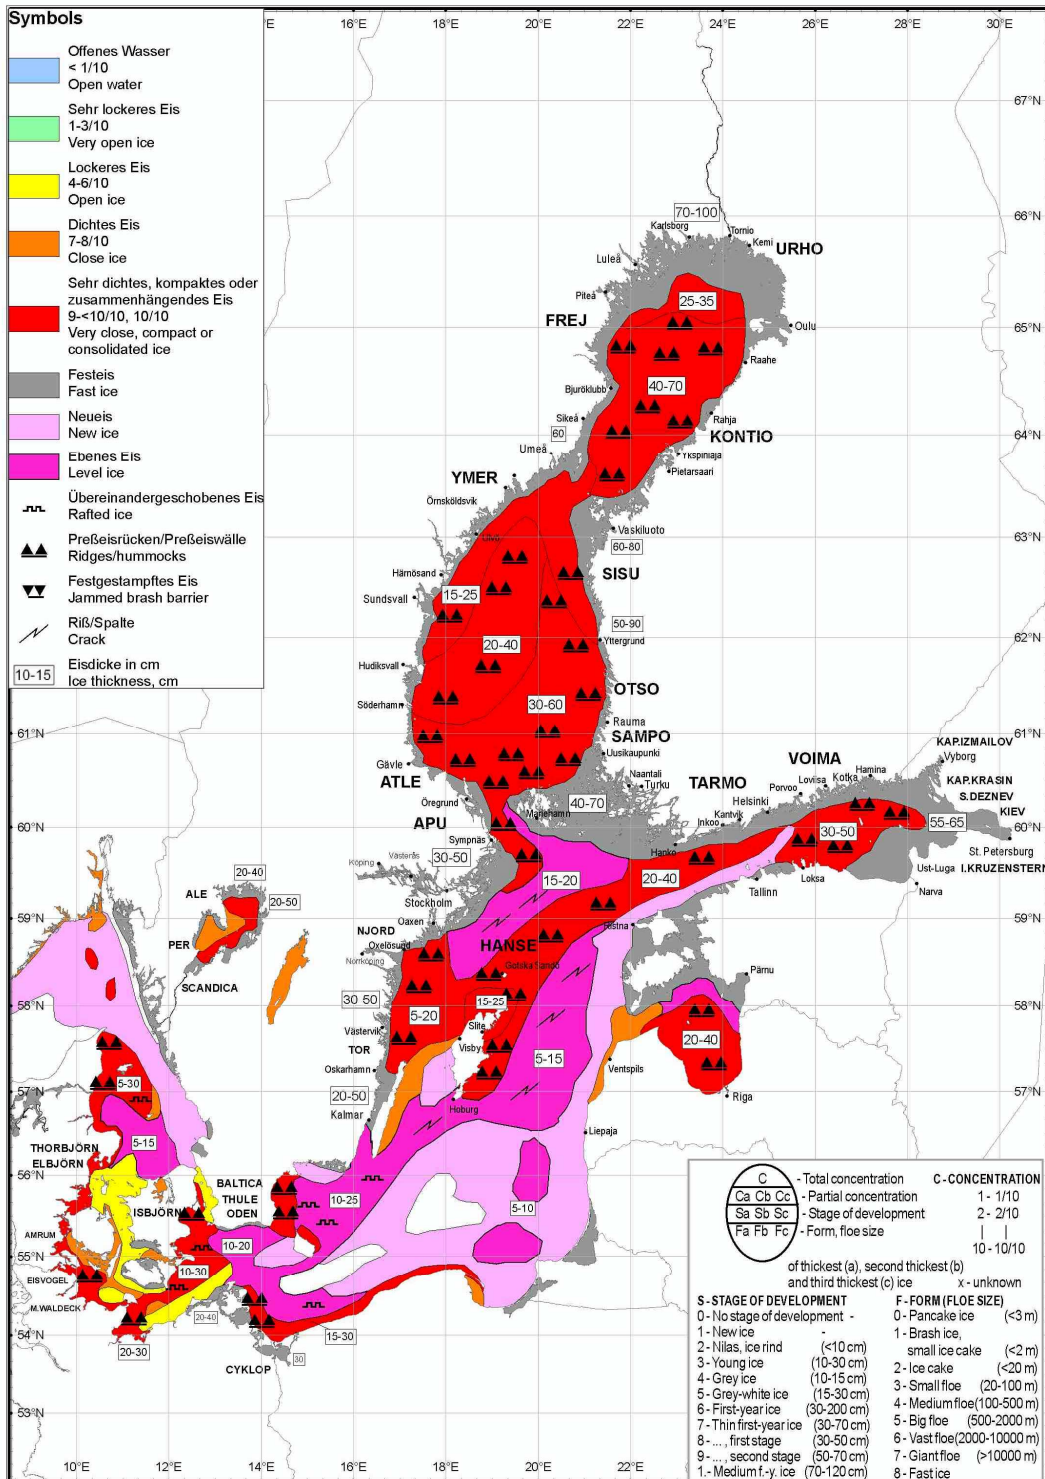 Symbols
Offenes Wasser
< 1/10
Open water
Sehr lockeres Eis
1-3/10
Very open ice
Lockeres Eis
4-6/10
Open ice
Dichtes Eis
7-8/10
Close ice
Sehr dichtes, kompaktes oder
zusammenhängendes Eis
9-<10/10, 10/10
Very close, compact or
consolidated ice
Festeis
Fast ice
Neueis
New ice
Ebenes Eis
Level ice
Übereinandergeschobenes Eis
Rafted ice
Preßeisrücken/Preßeiswälle
Ridges/hummocks
Festgestampftes Eis
Jammed brash barrier
Riß/Spalte
Crack
10-15
Eisdicke in cm
Ice thickness, cm
16°E 18°E 20°E 22°E 24°E 26°E 28°E 30°E
67°N
66°N
65°N
64°N
63°N
62°N
61°N
60°N
59°N
58°N
57°N
56°N
55°N
54°N
53°N
70-100
Karlsborg
Tornio
Kemi
URHO
Luleå
Piteå
25-35
FREJ
Oulu
Raahe
Bjuröklubb
40-70
Sikeå
Rahja
60
KONTIO
Umeå
Ykspihlaja
Pietarsaari
YMER
Örnsköldsvik
Vaskiluoto
Ulvö
60-80
Härnösand
SISU
15-25
Sundsvall
50-90
Yttergrund
20-40
Hudiksvall
OTSO
30-60
Söderhamn
Rauma
SAMPO
Uusikaupunki
Gävle
ATLE
Naantali
Turku
40-70
Öregrund
Mariehamn
APU
TARMO
VOIMA
KAP.IZMAILOV
Vyborg
Hamina
Kotka
Loviisa
Porvoo
Helsinki
Kantvik
Inkoo
Hanko
KAP.KRASIN
S.DEZNEV
KIEV
55-65
30-50
St. Petersburg
I.KRUZENSTERN
Ust-Luga
Narva
Loksa
Tallinn
Sympnäs
Köping
Västerås
30-50
15-20
20-40
Stockholm
20-40
ALE
20-50
Oaxen
NJORD
Oxelösund
Norrköping
HANSE
Ristna
Gotska Sandö
Pärnu
PER
SCANDICA
30 50
15-25
5-20
Slite
Västervik
Visby
TOR
Oskarhamn
20-40
5-15
Ventspils
Riga
20-50
Kalmar
Hoburg
Liepaja
5-30
5-15
THORBJÖRN
ELBJÖRN
BALTICA
THULE
ODEN
ISBJÖRN
10-25
5-10
10-20
AMRUM
10-30
EISVOGEL
M.WALDECK
20-40
20-30
15-30
CYKLOP
30
10°E 12°E 14°E 16°E 18°E 20°E 22°E
C - Total concentration
Ca Cb Cc - Partial concentration
Sa Sb Sc - Stage of development
Fa Fb Fc - Form, floe size
C - CONCENTRATION
1 - 1/10
2 - 2/10
| |
10 - 10/10
of thickest (a), second thickest (b)
and third thickest (c) ice x - unknown
S - STAGE OF DEVELOPMENT
0 - No stage of development -
1 - New ice -
2 - Nilas, ice rind (<10 cm)
3 - Young ice (10-30 cm)
4 - Grey ice (10-15 cm)
5 - Grey-white ice (15-30 cm)
6 - First-year ice (30-200 cm)
7 - Thin first-year ice (30-70 cm)
8 - ... , first stage (30-50 cm)
9 - ... , second stage (50-70 cm)
1. - Medium f.-y. ice (70-120 cm)
F - FORM (FLOE SIZE)
0 - Pancake ice (<3 m)
1 - Brash ice,
small ice cake (<2 m)
2 - Ice cake (<20 m)
3 - Small floe (20-100 m)
4 - Medium floe (100-500 m)
5 - Big floe (500-2000 m)
6 - Vast floe (2000-10000 m)
7 - Giant floe (>10000 m)
8 - Fast ice